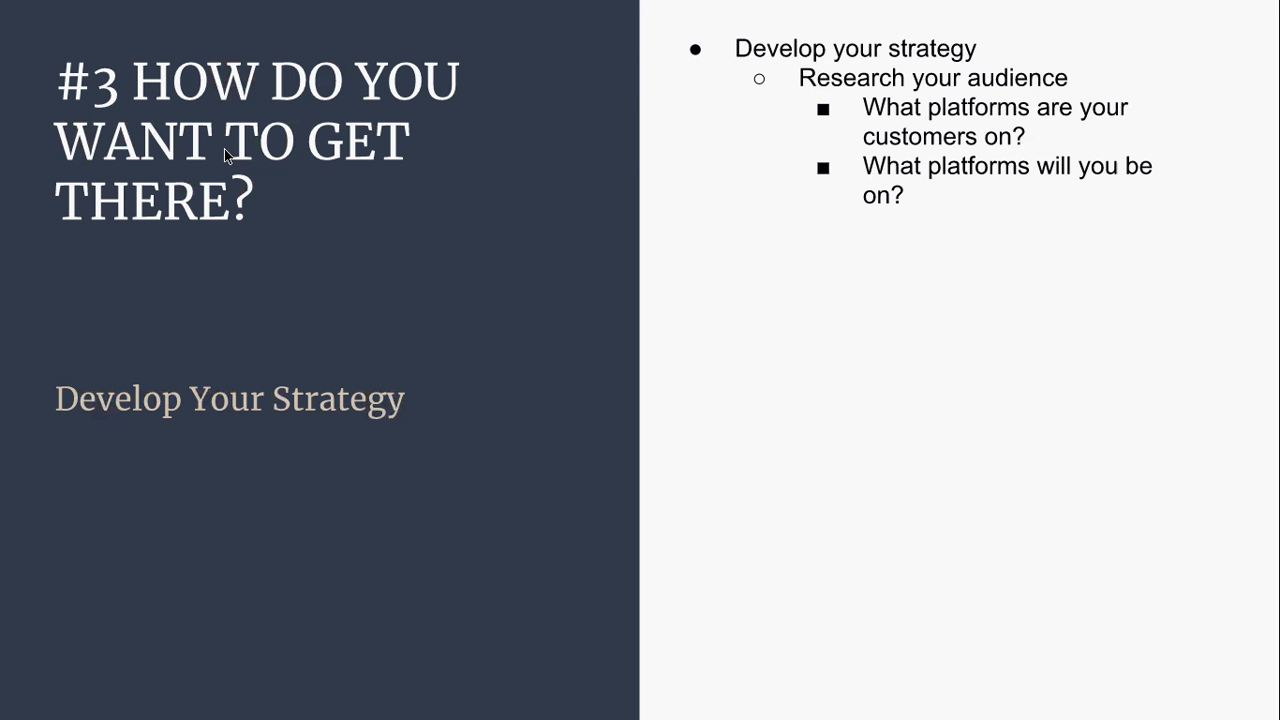 #3 HOW DO YOU
WANT TO GET
THERE?
Develop Your Strategy
● Develop your strategy
○ Research your audience
■ What platforms are your
customers on?
■ What platforms will you be
on?